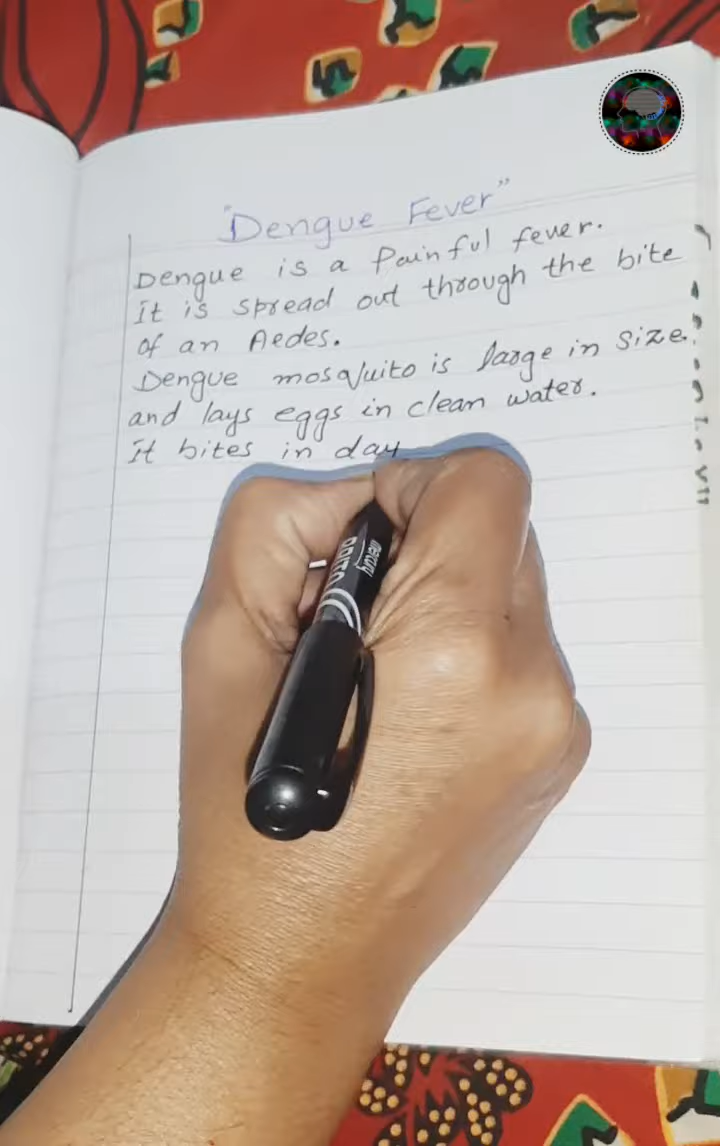 "Dengue Fever"
Dengue is a Painful fever.
It is spread out through the bite
of an Aedes.
Dengue mosquito is large in size.
and lays eggs in clean water.
It bites in day